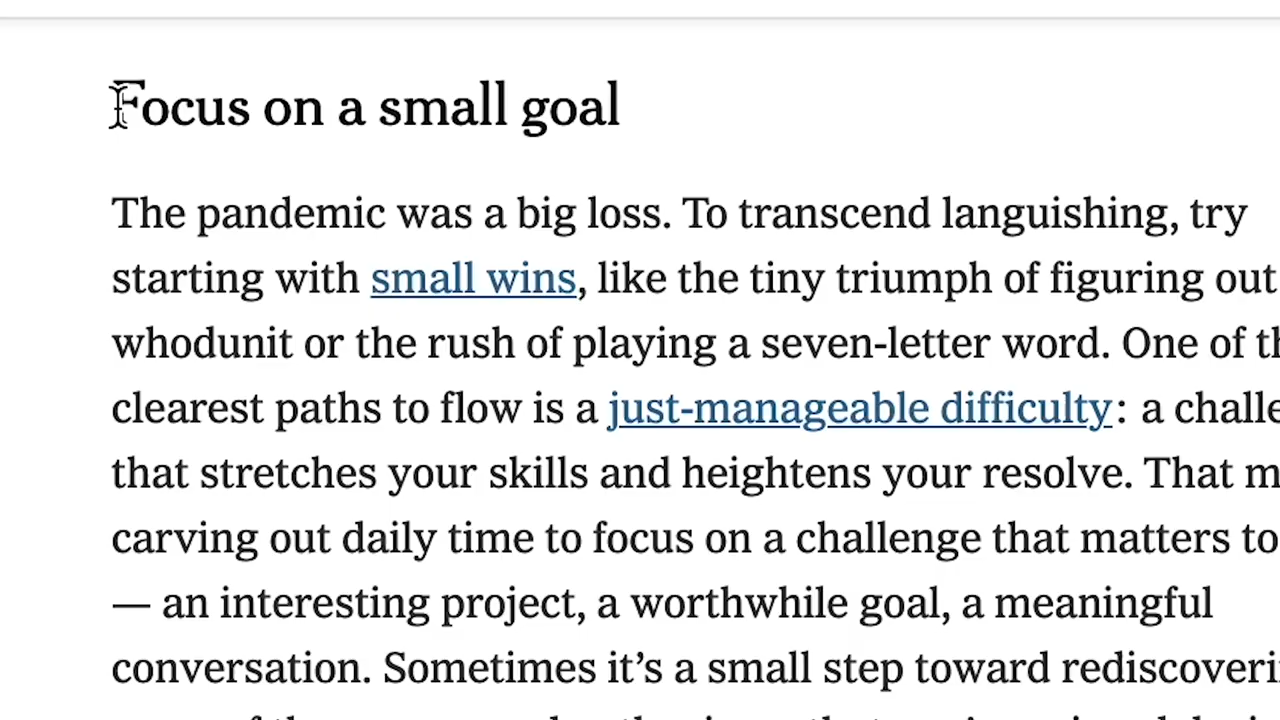 Focus on a small goal
The pandemic was a big loss. To transcend languishing, try
starting with small wins, like the tiny triumph of figuring out
whodunit or the rush of playing a seven-letter word. One of
clearest paths to flow is a just-manageable difficulty: a
that stretches your skills and heightens your resolve. That
carving out daily time to focus on a challenge that matters to
— an interesting project, a worthwhile goal, a meaningful
conversation. Sometimes it’s a small step toward